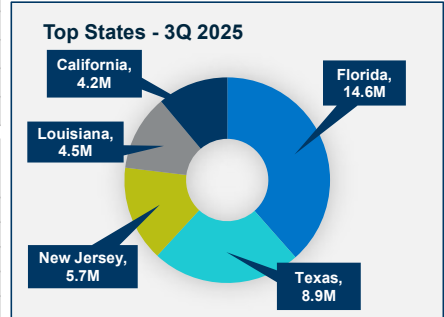 Top States - 3Q 2025
California,
4.2M
Florida,
14.6M
Louisiana,
4.5M
New Jersey,
5.7M
Texas,
8.9M